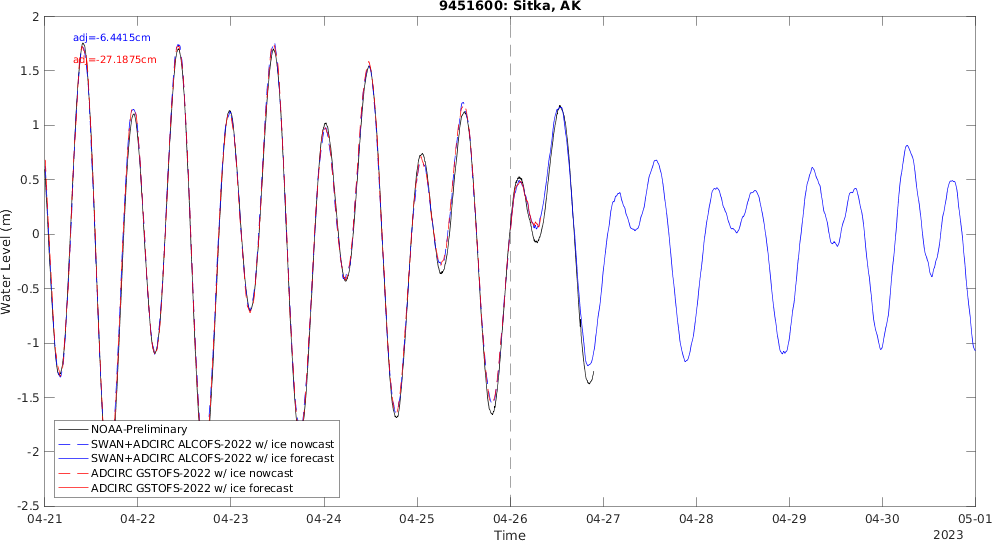 9451600: Sitka, AK
adj=-6.4415cm
adj=-27.1875cm
2
1.5
1
0.5
0
-0.5
-1
-1.5
-2
-2.5
Water Level (m)
NOAA-Preliminary
SWAN+ADCIRC ALCOFS-2022 w/ ice nowcast
SWAN+ADCIRC ALCOFS-2022 w/ ice forecast
ADCIRC GSTOFS-2022 w/ ice nowcast
ADCIRC GSTOFS-2022 w/ ice forecast
04-21 04-22 04-23 04-24 04-25 04-26 04-27 04-28 04-29 04-30 05-01
Time
2023